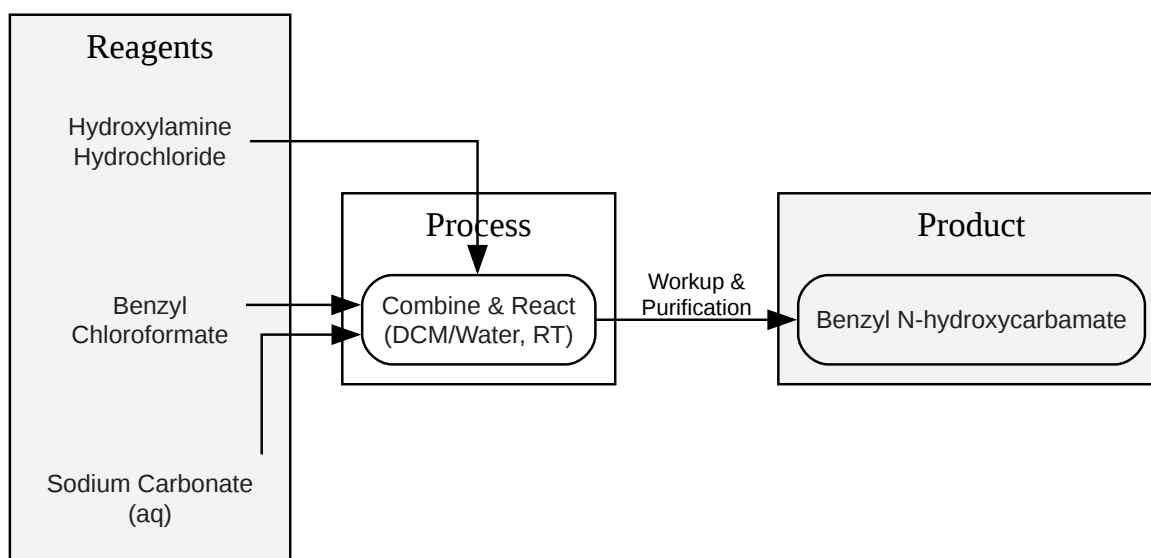 Reagents
Hydroxylamine
Hydrochloride
Benzyl
Chloroformate
Sodium Carbonate
(aq)
Process
Combine & React
(DCM/Water, RT)
Workup &
Purification
Product
Benzyl N-hydroxycarbamate